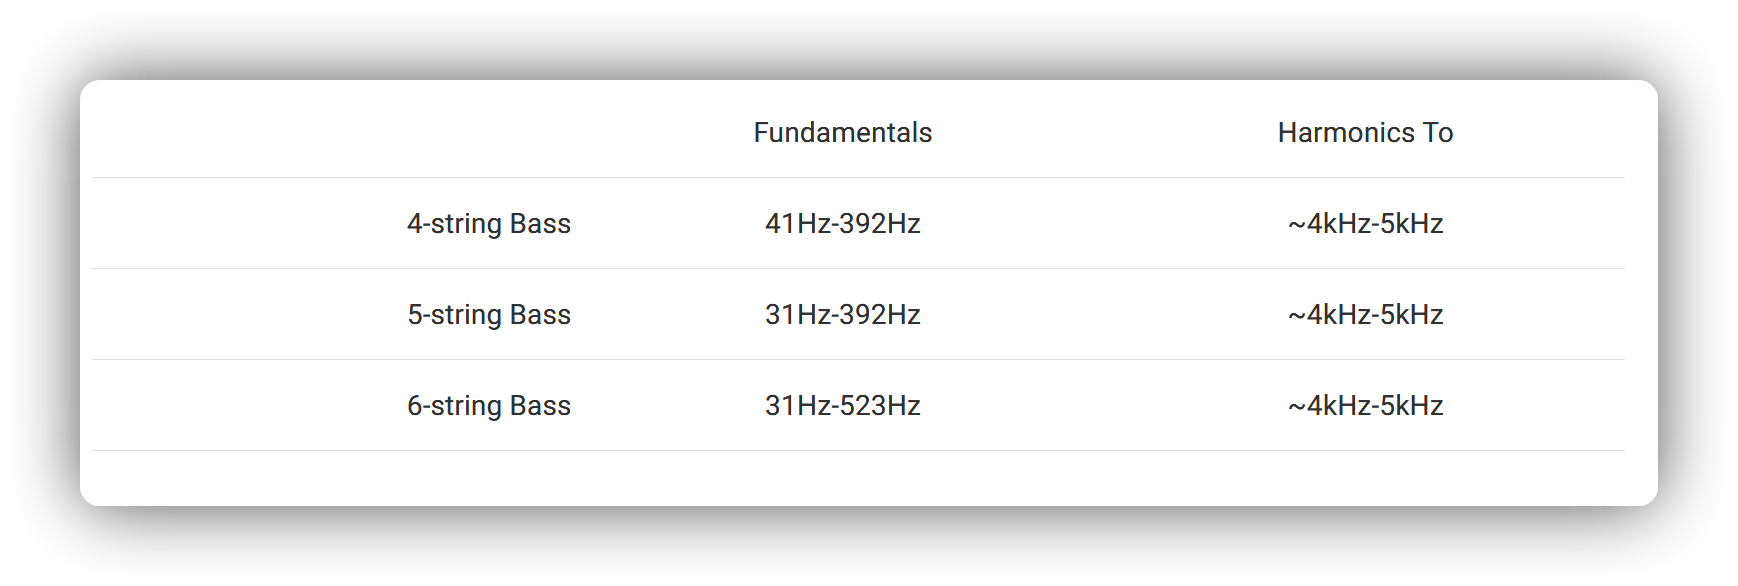 Fundamentals Harmonics To
4-string Bass 41Hz-392Hz ~4kHz-5kHz
5-string Bass 31Hz-392Hz ~4kHz-5kHz
6-string Bass 31Hz-523Hz ~4kHz-5kHz